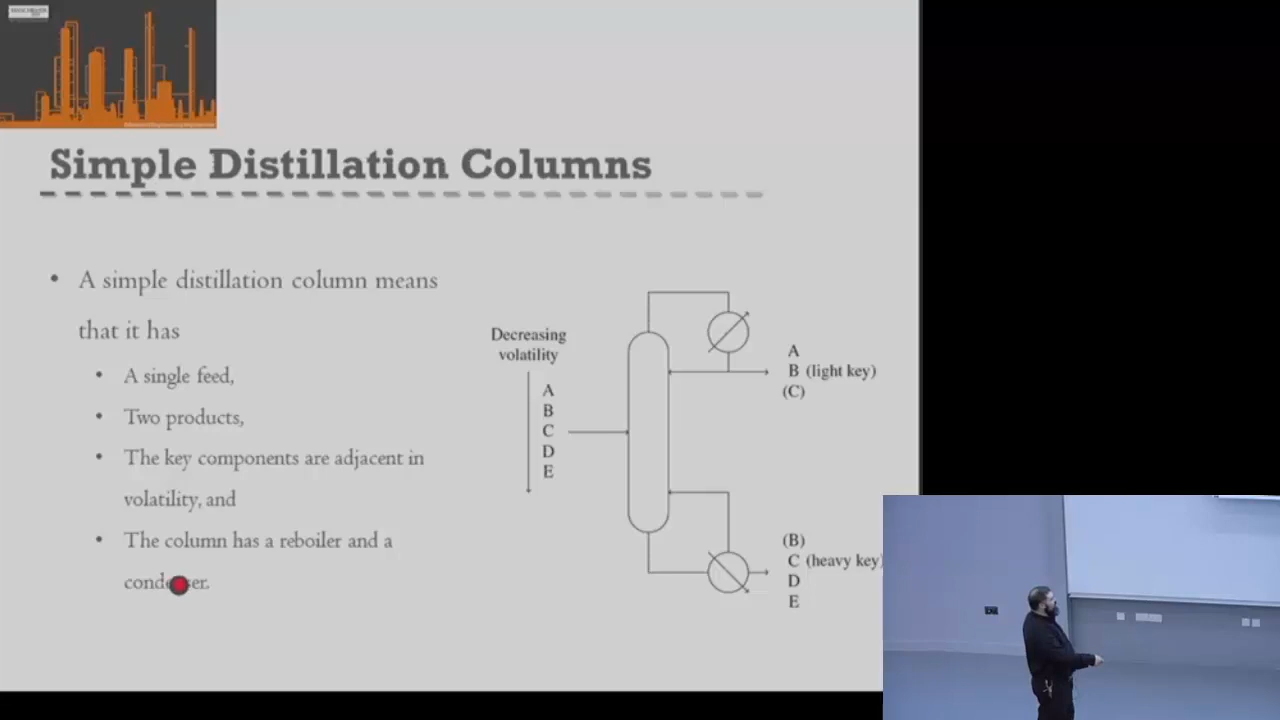 Simple Distillation Columns
• A simple distillation column means
that it has
• A single feed,
• Two products,
• The key components are adjacent in
volatility, and
• The column has a reboiler and a
condenser.
Decreasing
volatility
A
B
C
D
E
A
B (light key)
(C)
(B)
C (heavy key)
D
E